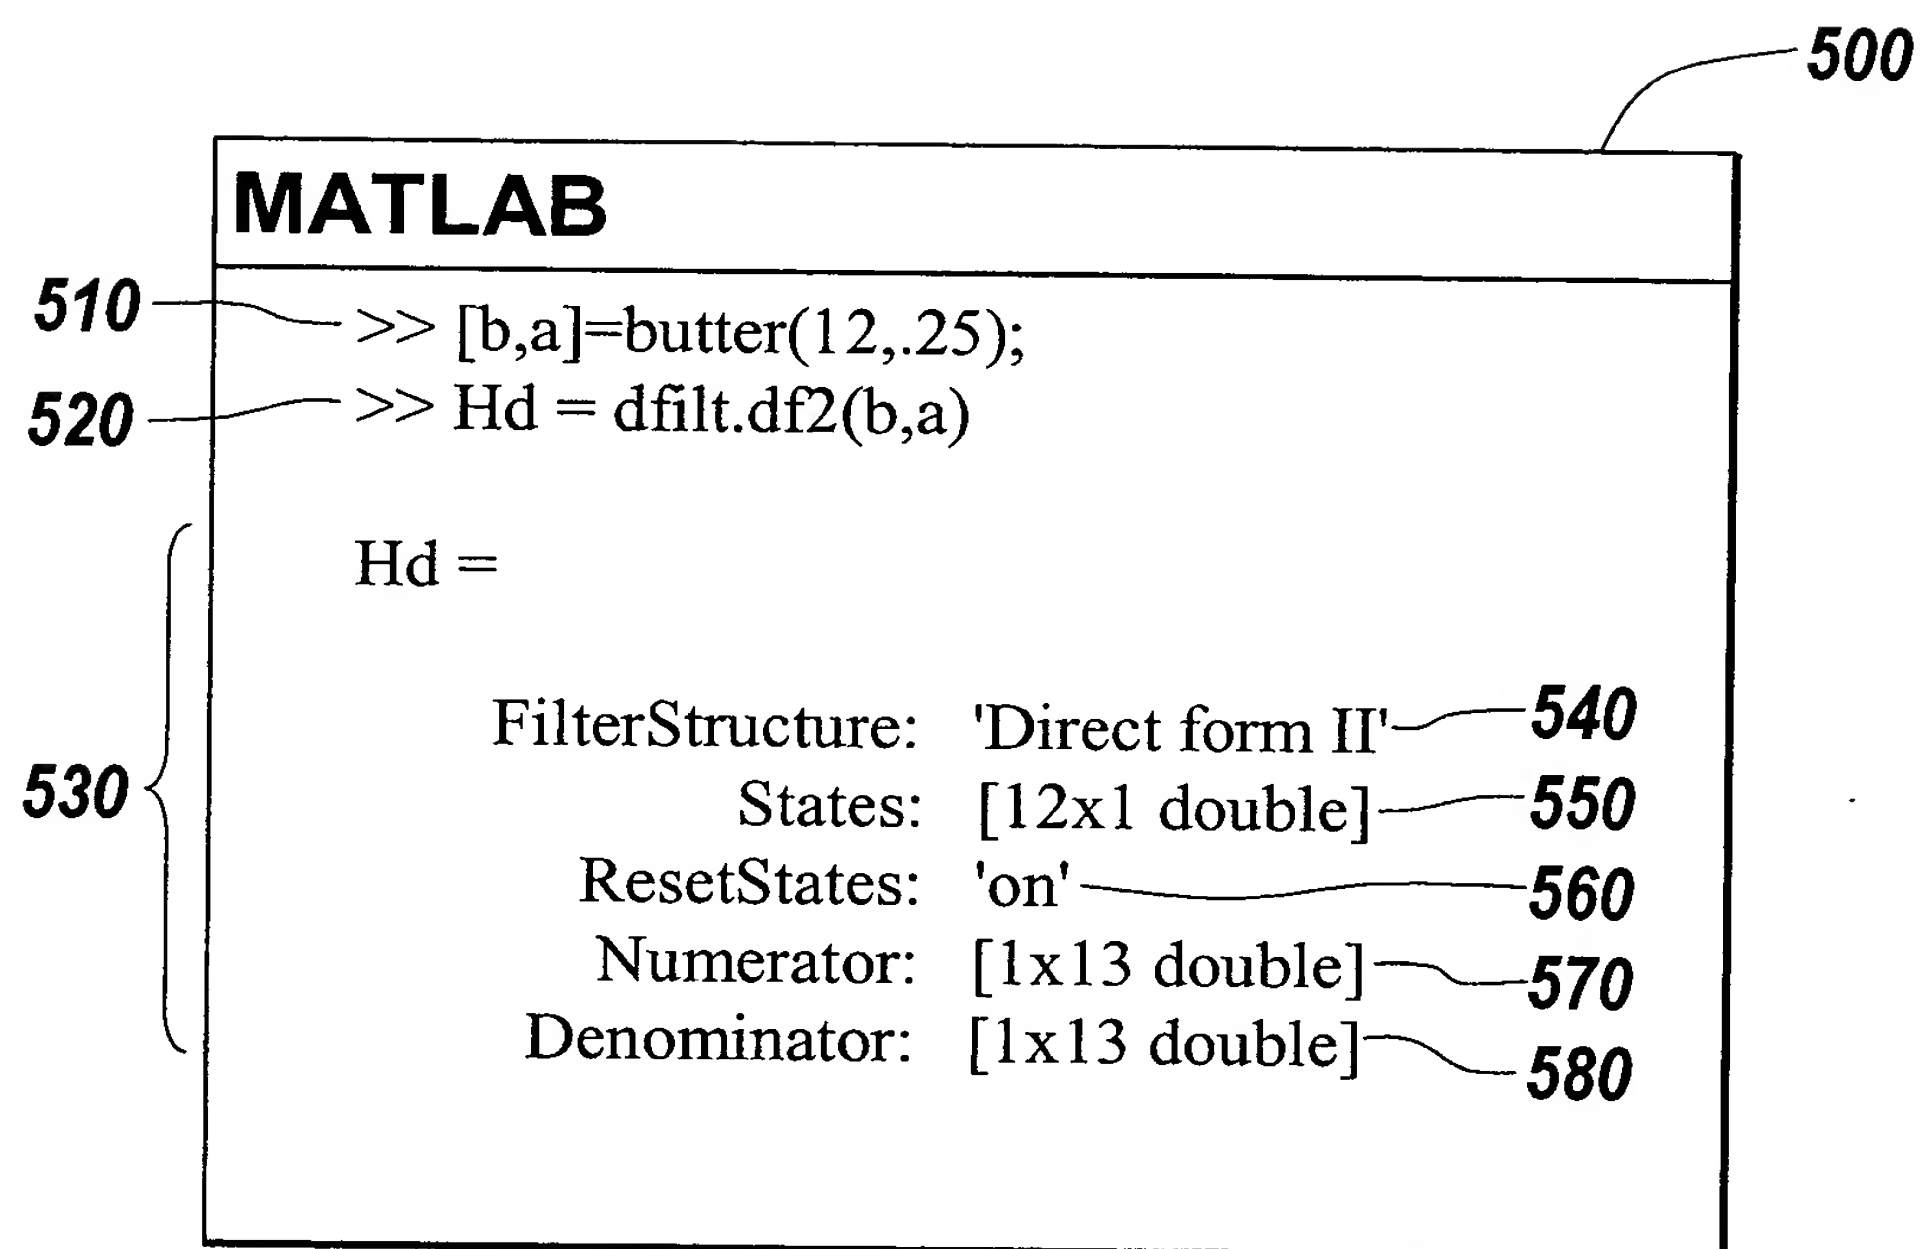 500
MATLAB
510 >> [b,a]=butter(12,.25);
520 >> Hd = dfilt.df2(b,a)
Hd =
530
FilterStructure: 'Direct form II' 540
States: [12x1 double] 550
ResetStates: 'on' 560
Numerator: [1x13 double] 570
Denominator: [1x13 double] 580